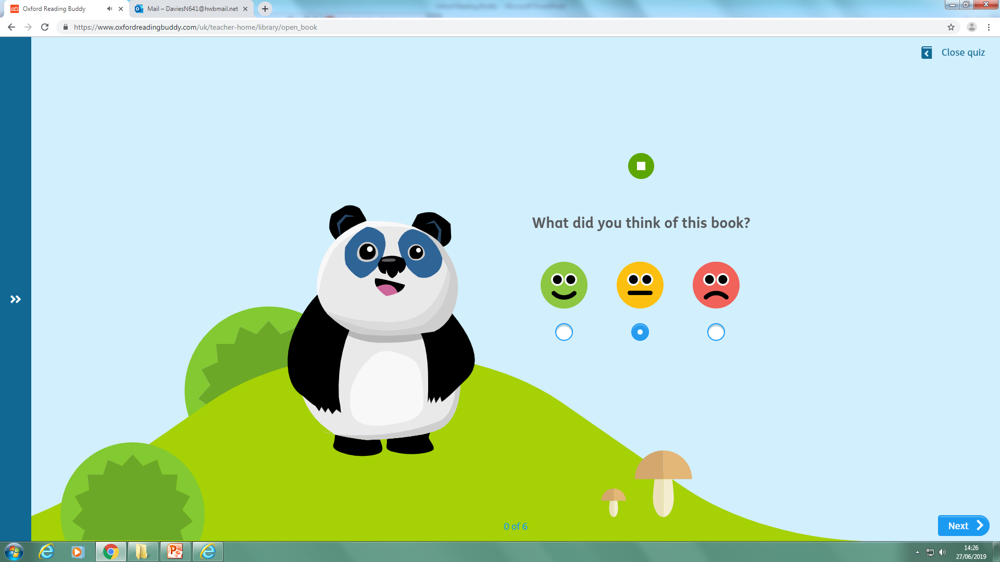 Oxford Reading Buddy
Mail – DaviesN641@hwbmail.net
https://www.oxfordreadingbuddy.com/uk/teacher-home/library/open_book
Close quiz
What did you think of this book?
0 of 6
Next
14:26
27/06/2019